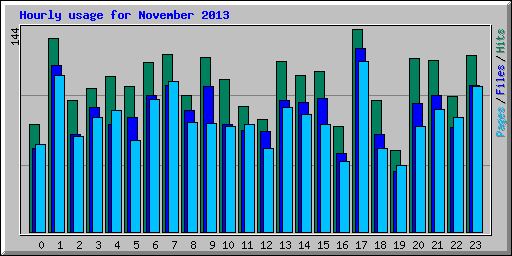 Hourly usage for November 2013
144
Pages / Files / Hits
0 1 2 3 4 5 6 7 8 9 10 11 12 13 14 15 16 17 18 19 20 21 22 23